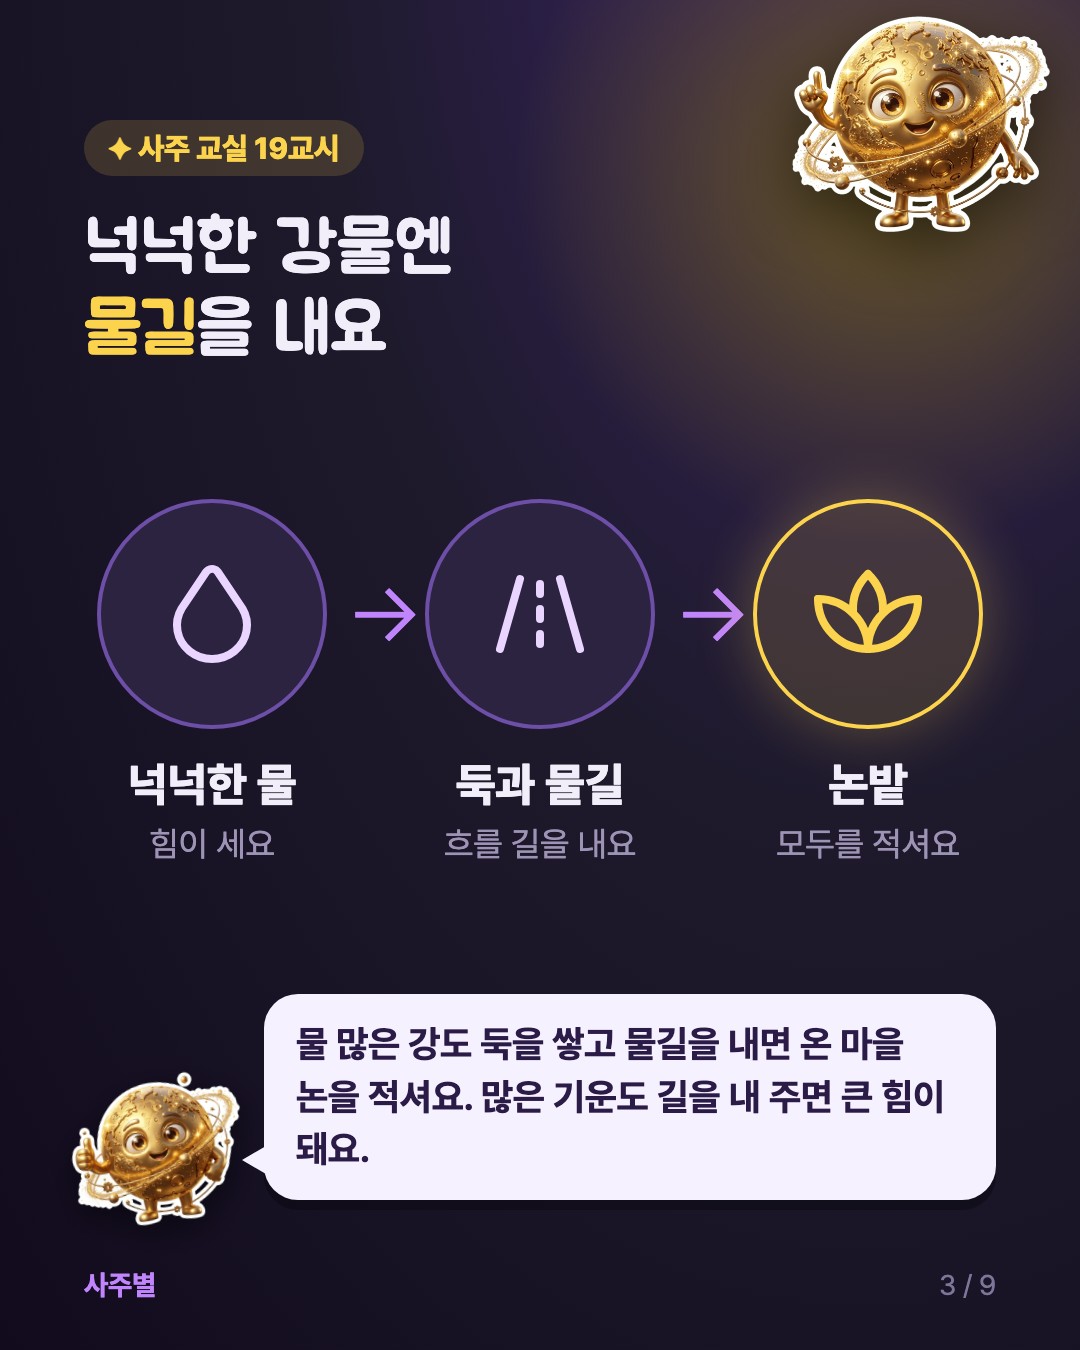 ✦ 사주 교실 19교시
넉넉한 강물엔
물길을 내요
넉넉한 물
힘이 세요
둑과 물길
흐를 길을 내요
논밭
모두를 적셔요
물 많은 강도 둑을 쌓고 물길을 내면 온 마을
논을 적셔요. 많은 기운도 길을 내 주면 큰 힘이
돼요.
사주별
3 / 9